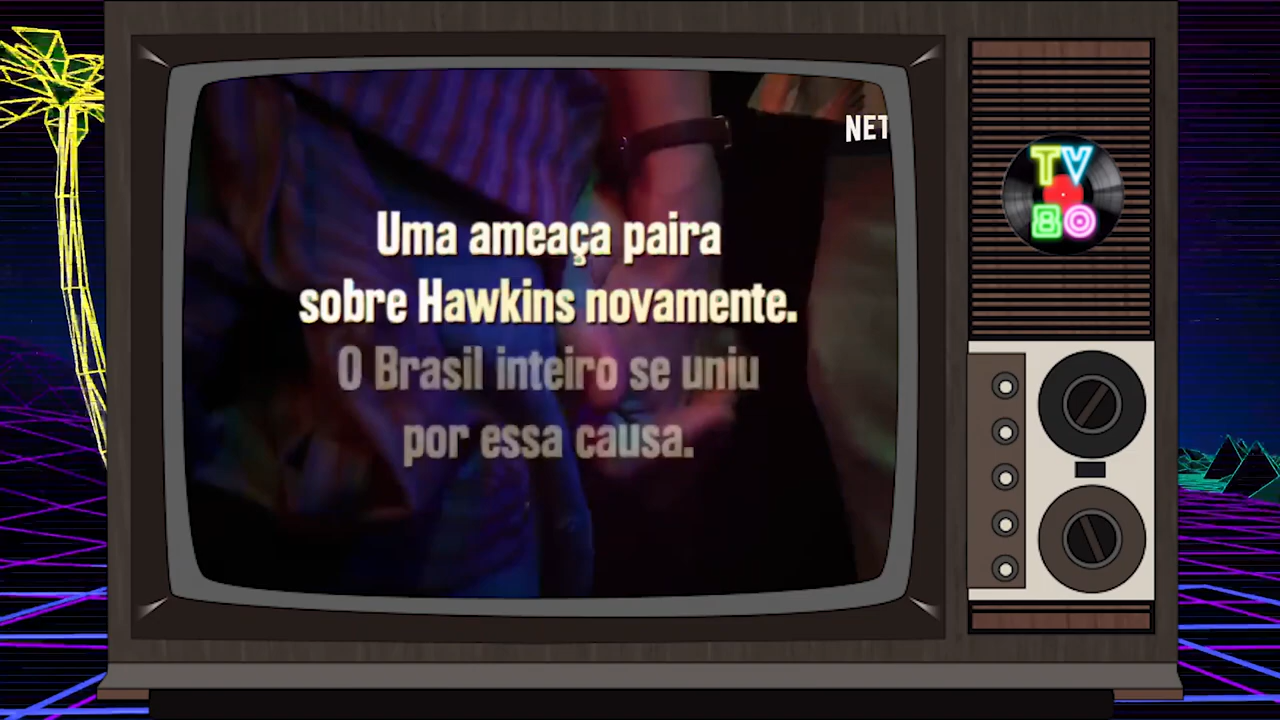 NET
Uma ameaça paira
sobre Hawkins novamente.
O Brasil inteiro se uniu
por essa causa.
TV
80